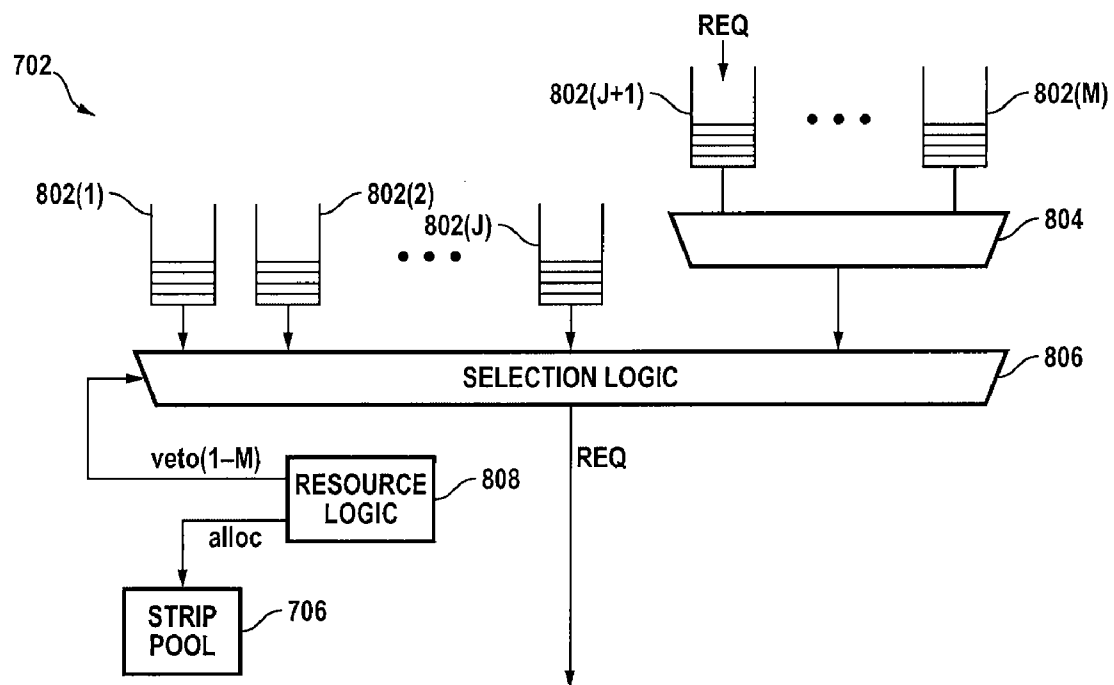 REQ
702
802(J+1)
802(M)
802(1)
802(2)
802(J)
804
SELECTION LOGIC
806
veto(1–M)
REQ
RESOURCE
LOGIC
808
alloc
STRIP
POOL
706